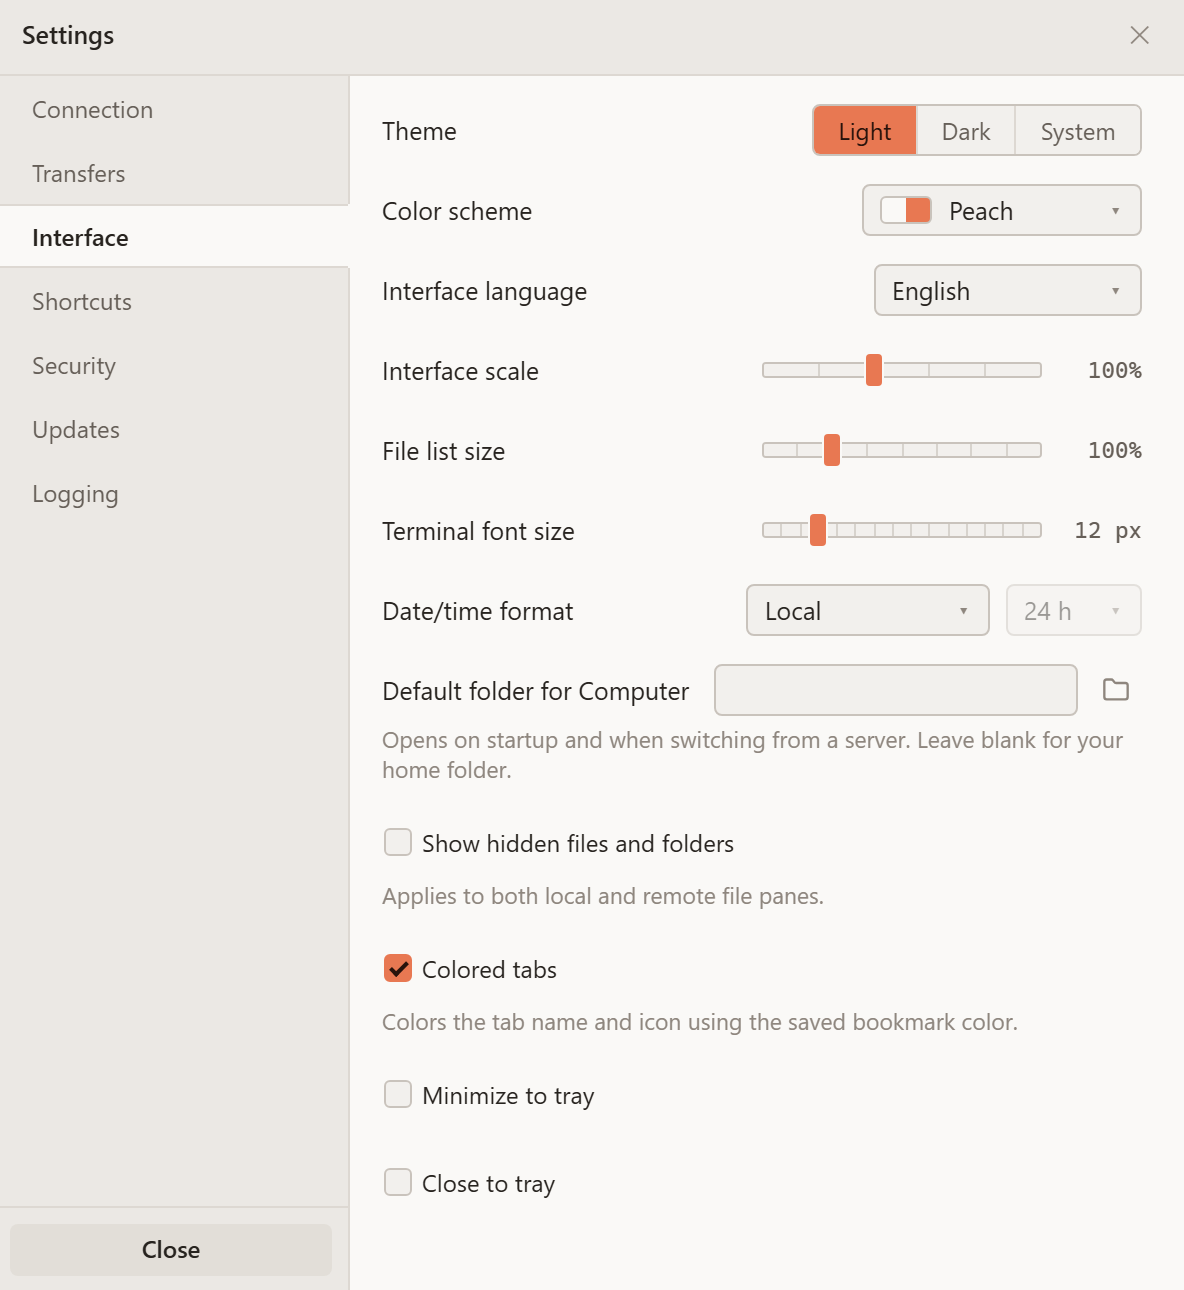 Settings
Connection
Transfers
Interface
Shortcuts
Security
Updates
Logging
Close
Theme
Light Dark System
Color scheme
Peach
Interface language
English
Interface scale
100%
File list size
100%
Terminal font size
12 px
Date/time format
Local
24 h
Default folder for Computer
Opens on startup and when switching from a server. Leave blank for your
home folder.
Show hidden files and folders
Applies to both local and remote file panes.
Colored tabs
Colors the tab name and icon using the saved bookmark color.
Minimize to tray
Close to tray